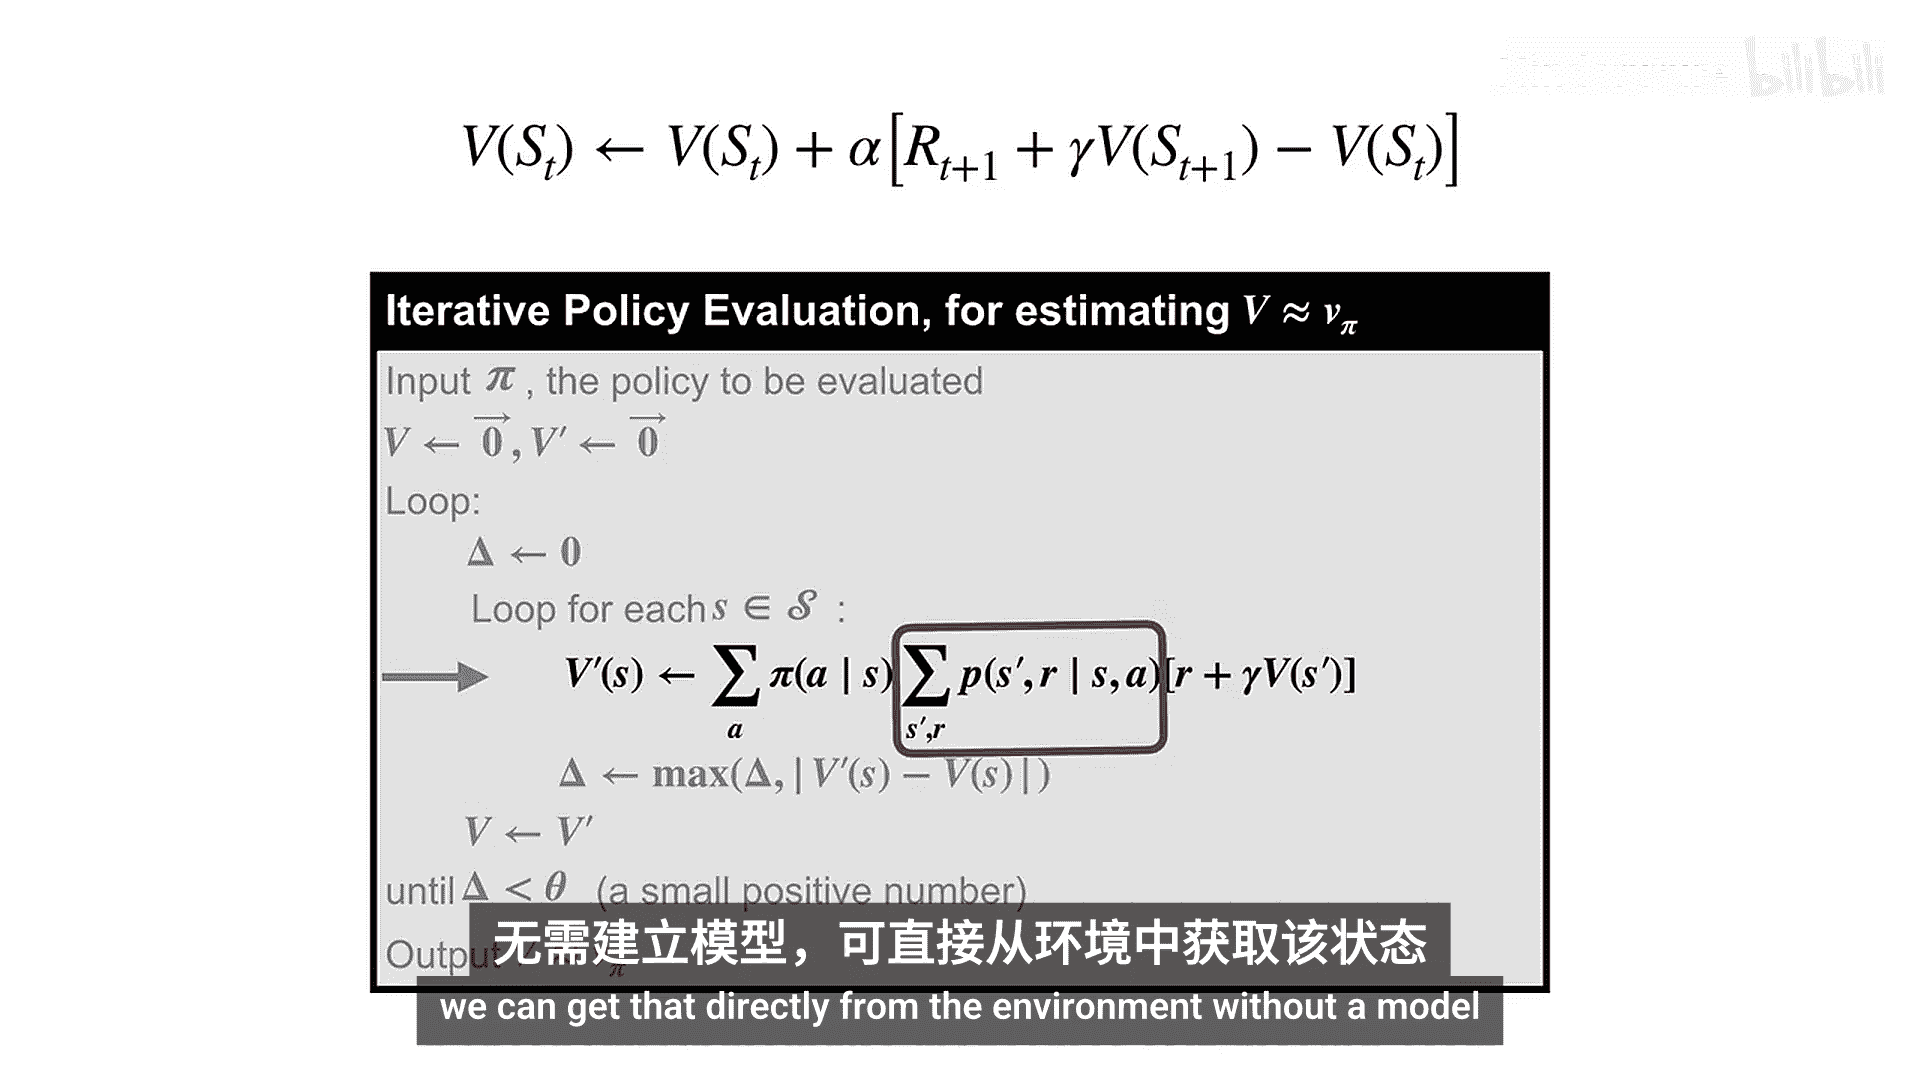 bilibili
V(S_t) ← V(S_t) + α[R_{t+1} + γV(S_{t+1}) − V(S_t)]
Iterative Policy Evaluation, for estimating V ≈ v_π
Input π , the policy to be evaluated
V ← 0⃗ , V′ ← 0⃗
Loop:
Δ ← 0
Loop for each s ∈ 𝒮 :
V′(s) ← ∑_a π(a | s) ∑_{s′,r} p(s′, r | s, a)[r + γV(s′)]
Δ ← max(Δ, | V′(s) − V(s) | )
V ← V′
until Δ < θ (a small positive number)
Output
无需建立模型，可直接从环境中获取该状态
we can get that directly from the environment without a model